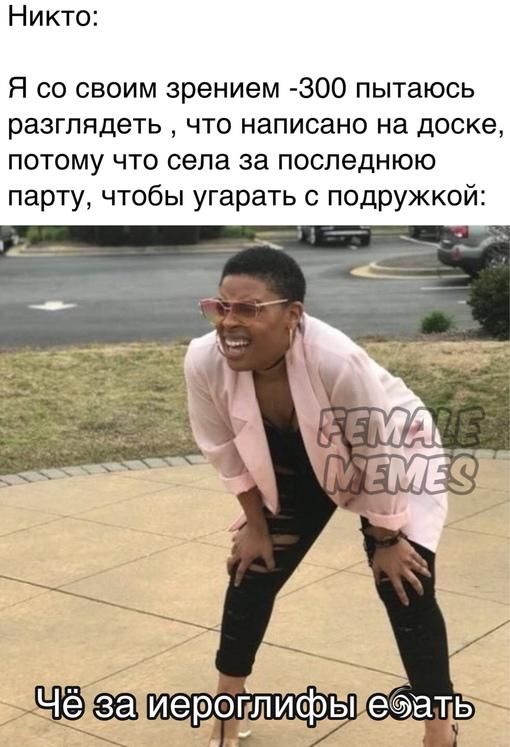 Никто:
Я со своим зрением -300 пытаюсь
разглядеть , что написано на доске,
потому что села за последнюю
парту, чтобы угарать с подружкой:
FEMALE
MEMES
Чё за иероглифы е🌀ать